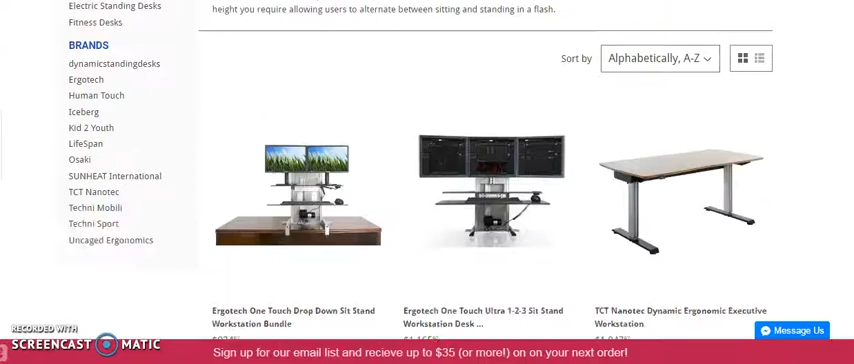 Electric Standing Desks
Fitness Desks
BRANDS
dynamicstandingdesks
Ergotech
Human Touch
Iceberg
Kid 2 Youth
LifeSpan
Osaki
SUNHEAT International
TCT Nanotec
Techni Mobili
Techni Sport
Uncaged Ergonomics
height you require allowing users to alternate between sitting and standing in a flash.
Sort by
Alphabetically, A-Z
Ergotech One Touch Drop Down Sit Stand
Workstation Bundle
Ergotech One Touch Ultra 1-2-3 Sit Stand
Workstation Desk ...
TCT Nanotec Dynamic Ergonomic Executive
Workstation
Message Us
RECORDED WITH
SCREENCAST MATIC
Sign up for our email list and recieve up to $35 (or more!) on on your next order!